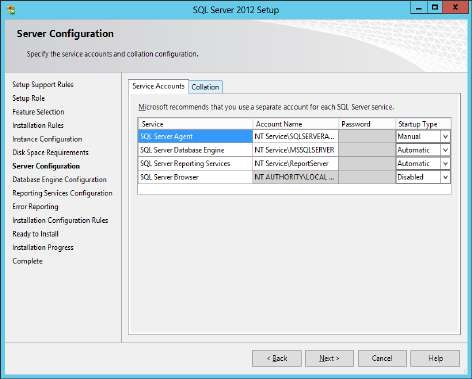 SQL Server 2012 Setup
Server Configuration
Specify the service accounts and collation configuration.
Setup Support Rules
Setup Role
Feature Selection
Installation Rules
Instance Configuration
Disk Space Requirements
Server Configuration
Database Engine Configuration
Reporting Services Configuration
Error Reporting
Installation Configuration Rules
Ready to Install
Installation Progress
Complete
Service Accounts Collation
Microsoft recommends that you use a separate account for each SQL Server service.
Service Account Name Password Startup Type
SQL Server Agent NT Service\SQLSERVERA... Manual
SQL Server Database Engine NT Service\MSSQLSERVER Automatic
SQL Server Reporting Services NT Service\ReportServer Automatic
SQL Server Browser NT AUTHORITY\LOCAL ... Disabled
< Back Next > Cancel Help